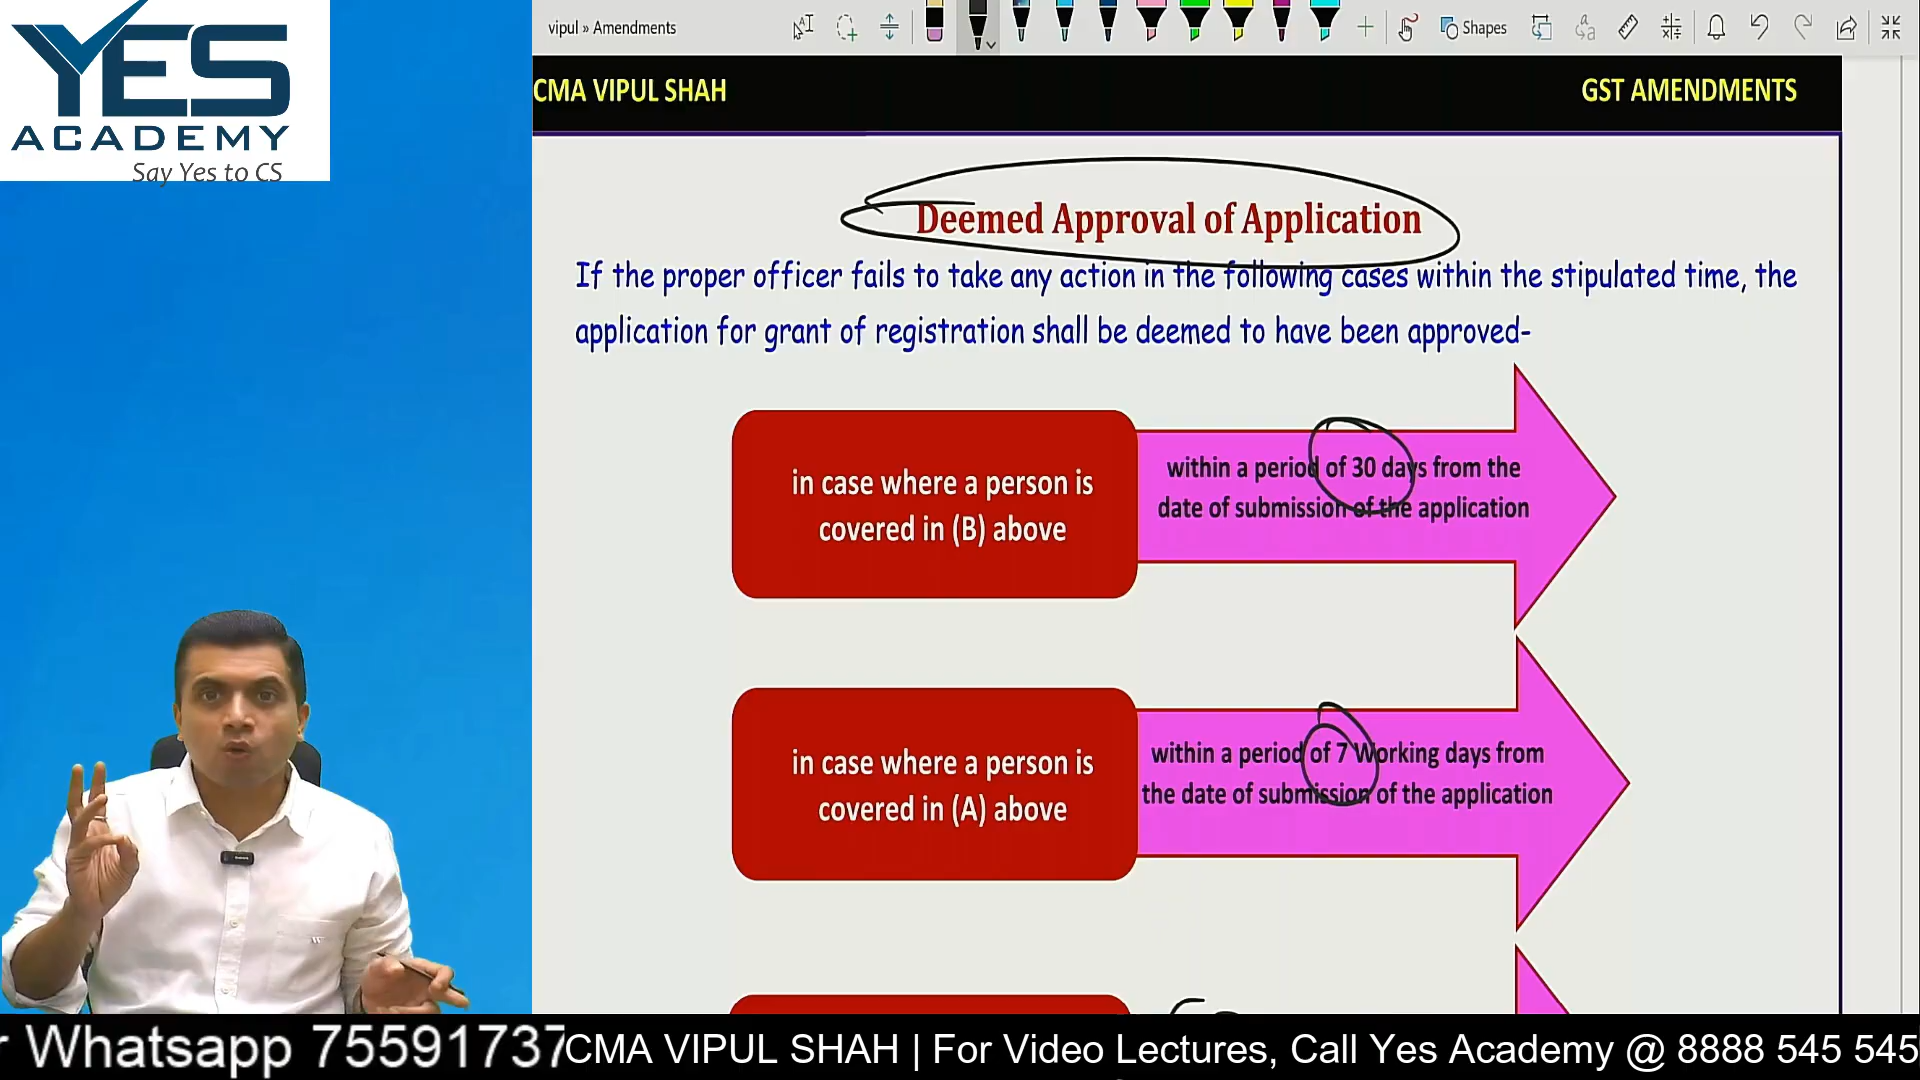 YES
ACADEMY
Say Yes to CS
vipul » Amendments
Shapes
CMA VIPUL SHAH
GST AMENDMENTS
Deemed Approval of Application
If the proper officer fails to take any action in the following cases within the stipulated time, the
application for grant of registration shall be deemed to have been approved-
in case where a person is
covered in (B) above
within a period of 30 days from the
date of submission of the application
in case where a person is
covered in (A) above
within a period of 7 Working days from
the date of submission of the application
r Whatsapp 75591737
CMA VIPUL SHAH | For Video Lectures, Call Yes Academy @ 8888 545 545